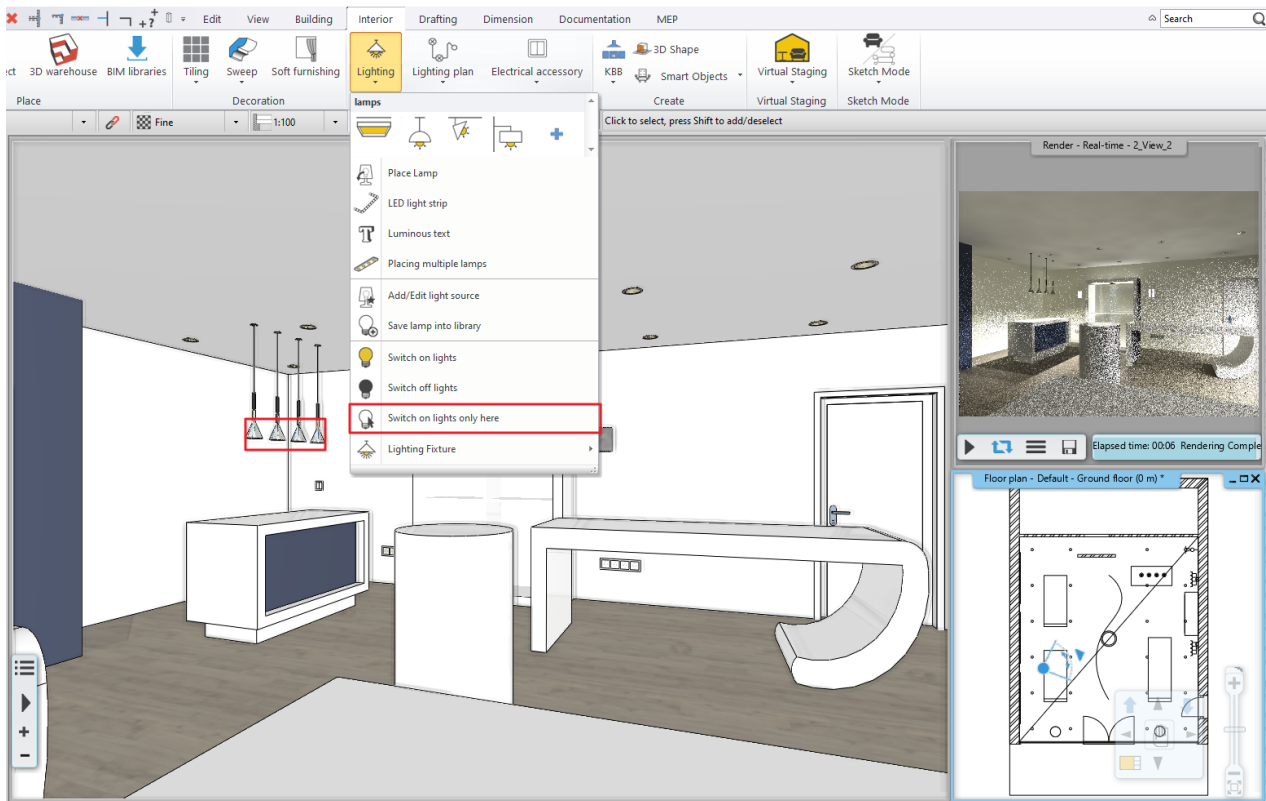 Edit View Building Interior Drafting Dimension Documentation MEP Search
+?
ct 3D warehouse BIM libraries Tiling Sweep Soft furnishing Lighting Lighting plan Electrical accessory KBB 3D Shape Smart Objects Virtual Staging Sketch Mode
Place Decoration Create Virtual Staging Sketch Mode
Fine 1:100 Click to select, press Shift to add/deselect
lamps
Place Lamp
LED light strip
Luminous text
Placing multiple lamps
Add/Edit light source
Save lamp into library
Switch on lights
Switch off lights
Switch on lights only here
Lighting Fixture
Render - Real-time - 2_View_2
Elapsed time: 00:06 Rendering Comple
Floor plan - Default - Ground floor (0 m) *